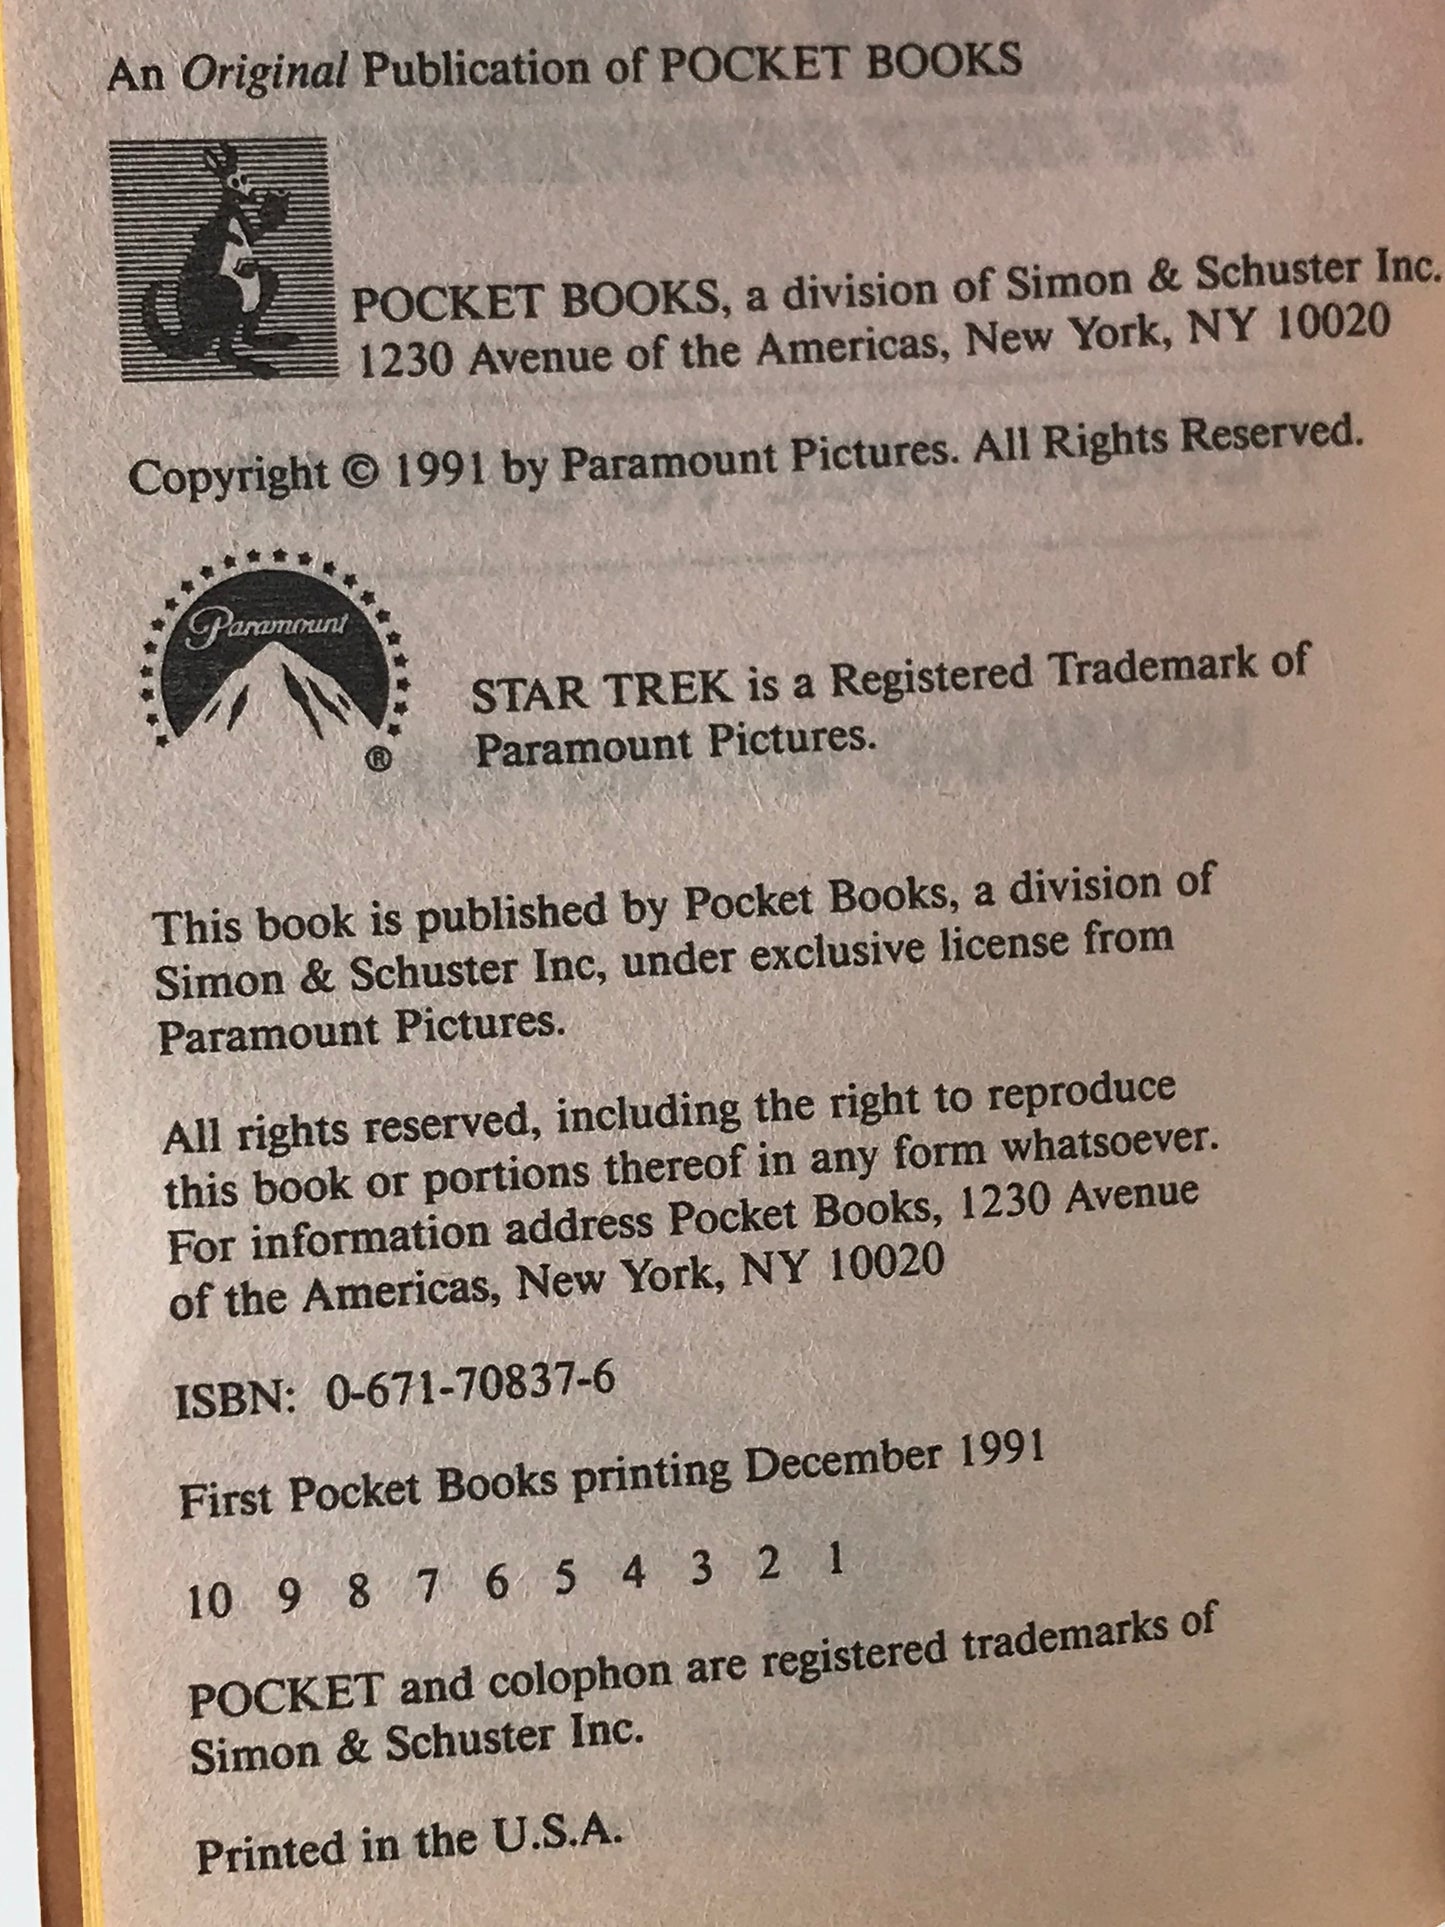 An Original Publication of POCKET BOOKS
POCKET BOOKS, a division of Simon & Schuster Inc.
1230 Avenue of the Americas, New York, NY 10020
Copyright © 1991 by Paramount Pictures. All Rights Reserved.
Paramount
®
STAR TREK is a Registered Trademark of
Paramount Pictures.
This book is published by Pocket Books, a division of
Simon & Schuster Inc, under exclusive license from
Paramount Pictures.
All rights reserved, including the right to reproduce
this book or portions thereof in any form whatsoever.
For information address Pocket Books, 1230 Avenue
of the Americas, New York, NY 10020
ISBN: 0-671-70837-6
First Pocket Books printing December 1991
10 9 8 7 6 5 4 3 2 1
POCKET and colophon are registered trademarks of
Simon & Schuster Inc.
Printed in the U.S.A.